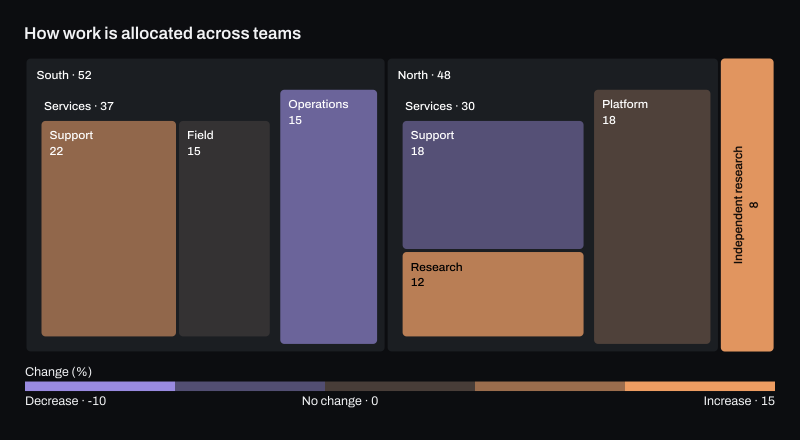 How work is allocated across teams
South · 52
Services · 37
Support
22
Field
15
Operations
15
North · 48
Services · 30
Support
18
Research
12
Platform
18
Independent research
8
Change (%)
Decrease · -10
No change · 0
Increase · 15